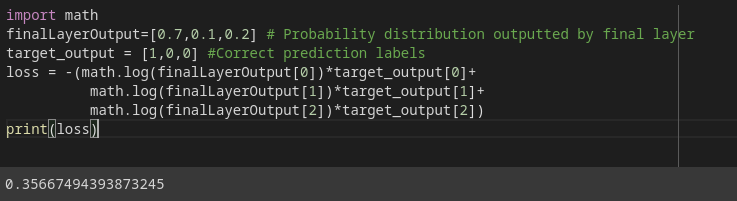 import math
finalLayerOutput=[0.7,0.1,0.2] # Probability distribution outputted by final layer
target_output = [1,0,0] #Correct prediction labels
loss = -(math.log(finalLayerOutput[0])*target_output[0]+
math.log(finalLayerOutput[1])*target_output[1]+
math.log(finalLayerOutput[2])*target_output[2])
print(loss)
0.35667494393873245